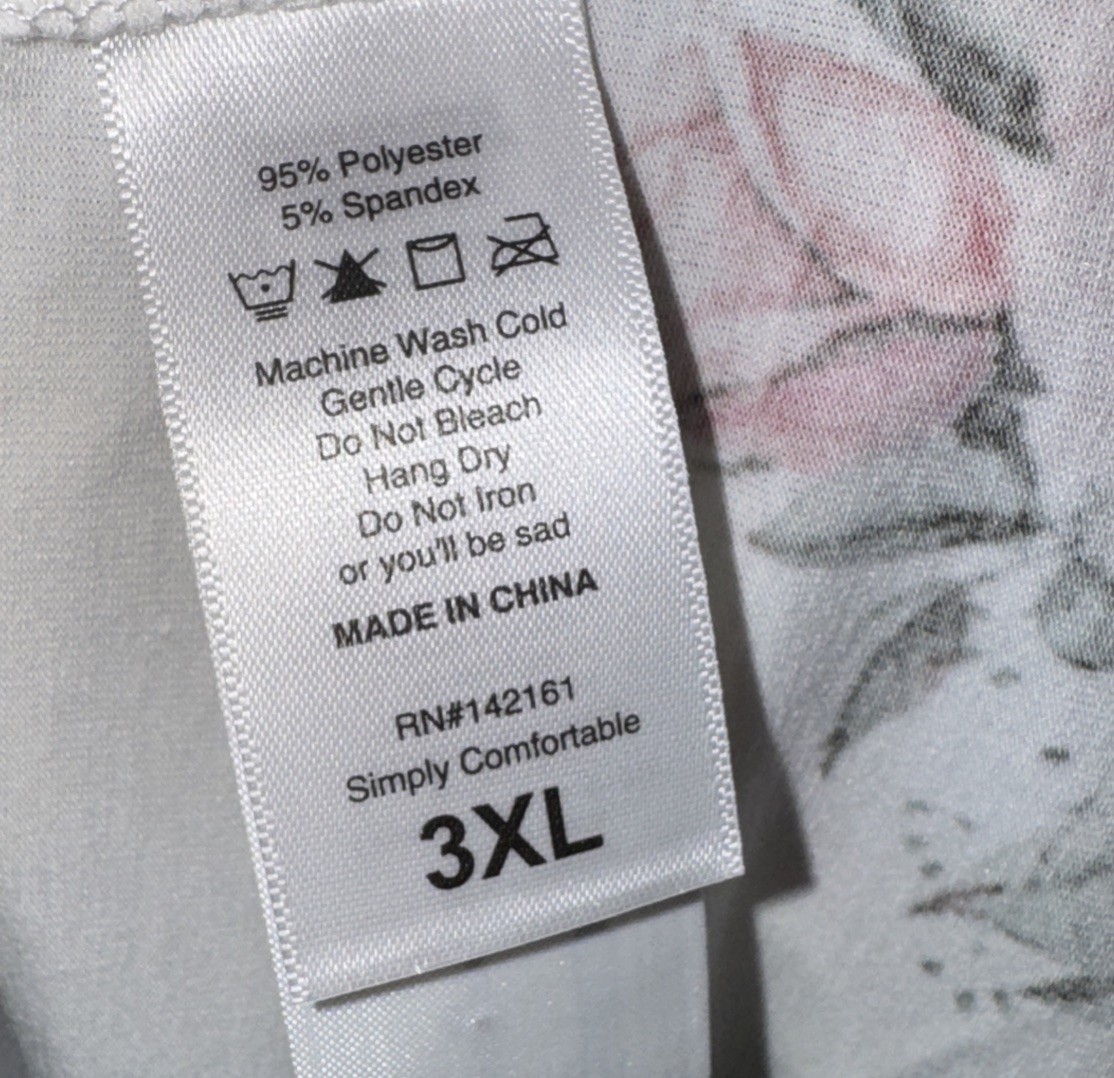 95% Polyester
5% Spandex
Machine Wash Cold
Gentle Cycle
Do Not Bleach
Hang Dry
Do Not Iron
or you'll be sad
MADE IN CHINA
RN#142161
Simply Comfortable
3XL